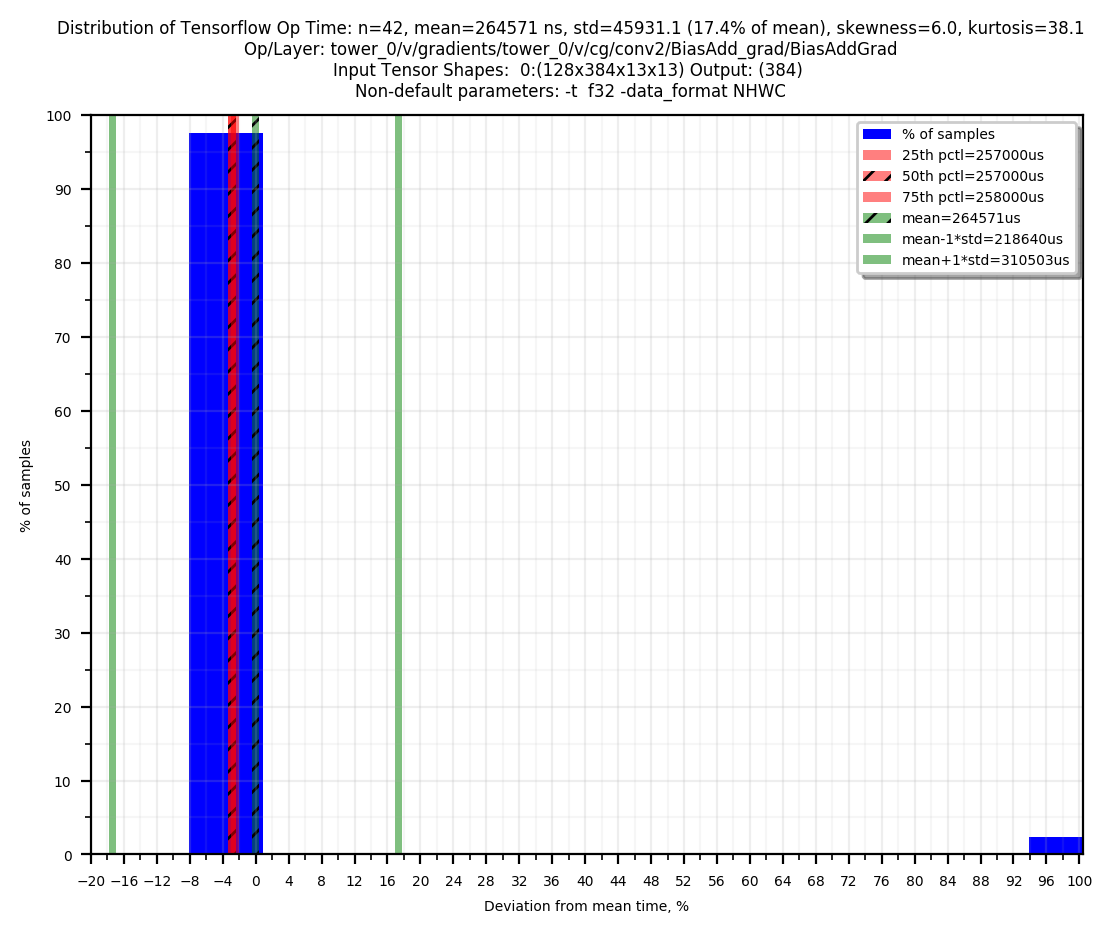 Distribution of Tensorflow Op Time: n=42, mean=264571 ns, std=45931.1 (17.4% of mean), skewness=6.0, kurtosis=38.1
Op/Layer: tower_0/v/gradients/tower_0/v/cg/conv2/BiasAdd_grad/BiasAddGrad
Input Tensor Shapes:  0:(128x384x13x13) Output: (384)
Non-default parameters: -t  f32 -data_format NHWC
% of samples
25th pctl=257000us
50th pctl=257000us
75th pctl=258000us
mean=264571us
mean-1*std=218640us
mean+1*std=310503us
100
90
80
70
60
50
40
30
20
10
0
% of samples
−20 −16 −12 −8 −4 0 4 8 12 16 20 24 28 32 36 40 44 48 52 56 60 64 68 72 76 80 84 88 92 96 100
Deviation from mean time, %